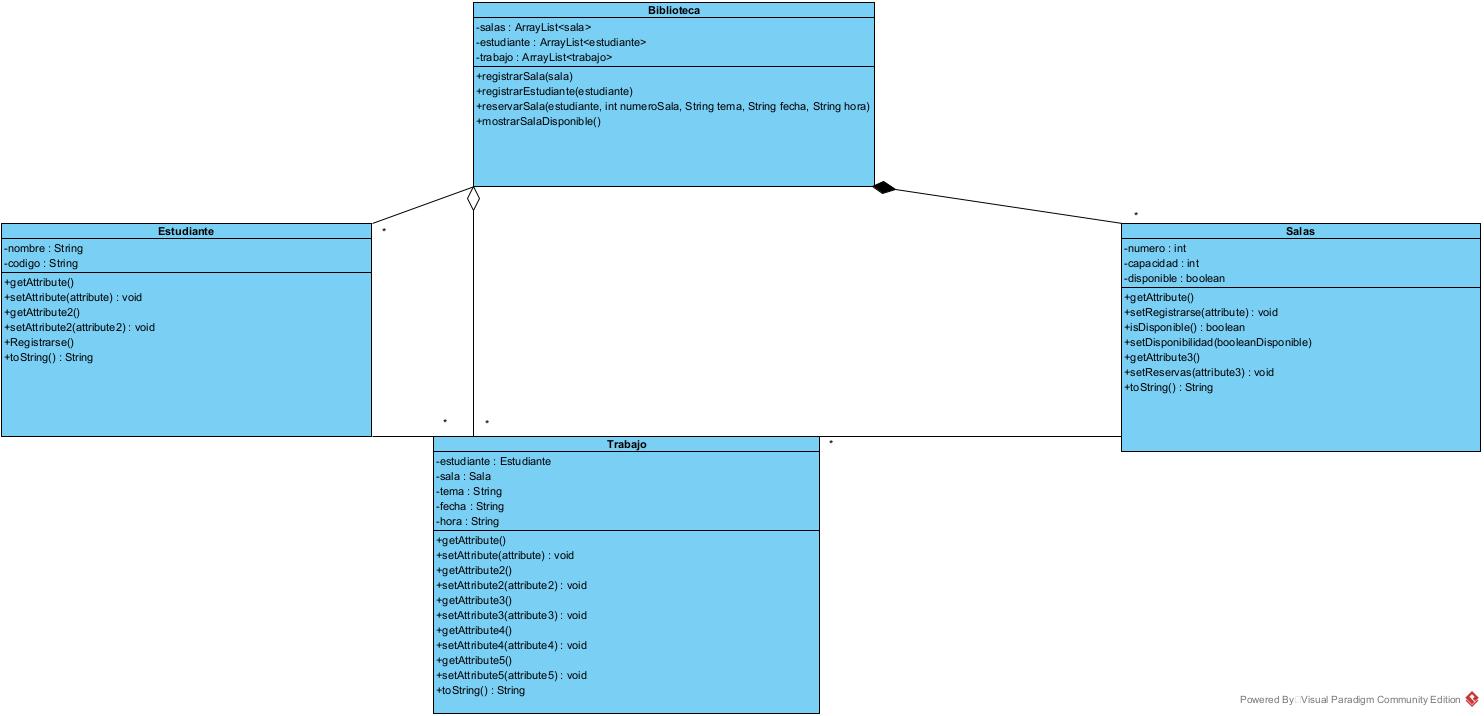 Biblioteca
-salas : ArrayList<sala>
-estudiante : ArrayList<estudiante>
-trabajo : ArrayList<trabajo>
+registrarSala(sala)
+registrarEstudiante(estudiante)
+reservarSala(estudiante, int numeroSala, String tema, String fecha, String hora)
+mostrarSalaDisponible()
*
*
Estudiante
-nombre : String
-codigo : String
+getAttribute()
+setAttribute(attribute) : void
+getAttribute2()
+setAttribute2(attribute2) : void
+Registrarse()
+toString() : String
Salas
-numero : int
-capacidad : int
-disponible : boolean
+getAttribute()
+setRegistrarse(attribute) : void
+isDisponible() : boolean
+setDisponibilidad(booleanDisponible)
+getAttribute3()
+setReservas(attribute3) : void
+toString() : String
*
*
*
Trabajo
-estudiante : Estudiante
-sala : Sala
-tema : String
-fecha : String
-hora : String
+getAttribute()
+setAttribute(attribute) : void
+getAttribute2()
+setAttribute2(attribute2) : void
+getAttribute3()
+setAttribute3(attribute3) : void
+getAttribute4()
+setAttribute4(attribute4) : void
+getAttribute5()
+setAttribute5(attribute5) : void
+toString() : String
Powered By Visual Paradigm Community Edition